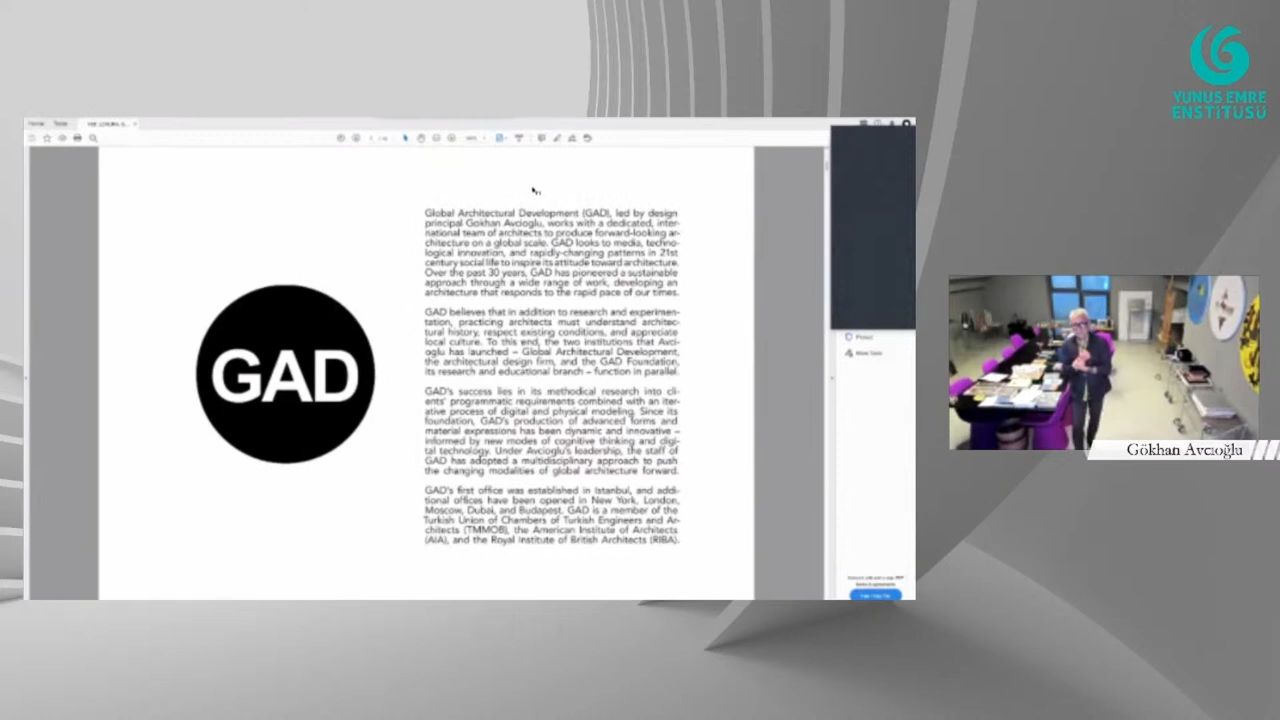 YUNUS EMRE
ENSTİTÜSÜ
Home Tools
Global Architectural Development (GAD), led by design
principal Gokhan Avcioglu, works with a dedicated, inter-
national team of architects to produce forward-looking ar-
chitecture on a global scale. GAD looks to media, techno-
logical innovation, and rapidly-changing patterns in 21st
century social life to inspire its attitude toward architecture.
Over the past 30 years, GAD has pioneered a sustainable
approach through a wide range of work, developing an
architecture that responds to the rapid pace of our times.
GAD believes that in addition to research and experimen-
tation, practicing architects must understand architec-
tural history, respect existing conditions, and appreciate
local culture. To this end, the two institutions that Avci-
oglu has launched – Global Architectural Development,
the architectural design firm, and the GAD Foundation,
its research and educational branch – function in parallel.
GAD
GAD's success lies in its methodical research into cli-
ents' programmatic requirements combined with an iter-
ative process of digital and physical modeling. Since its
foundation, GAD's production of advanced forms and
material expressions has been dynamic and innovative –
informed by new modes of cognitive thinking and digi-
tal technology. Under Avcioglu's leadership, the staff of
GAD has adopted a multidisciplinary approach to push
the changing modalities of global architecture forward.
GAD's first office was established in Istanbul, and addi-
tional offices have been opened in New York, London,
Moscow, Dubai, and Budapest. GAD is a member of the
Turkish Union of Chambers of Turkish Engineers and Ar-
chitects (TMMOB), the American Institute of Architects
(AIA), and the Royal Institute of British Architects (RIBA).
Protect
More Tools
Gökhan Avcıoğlu